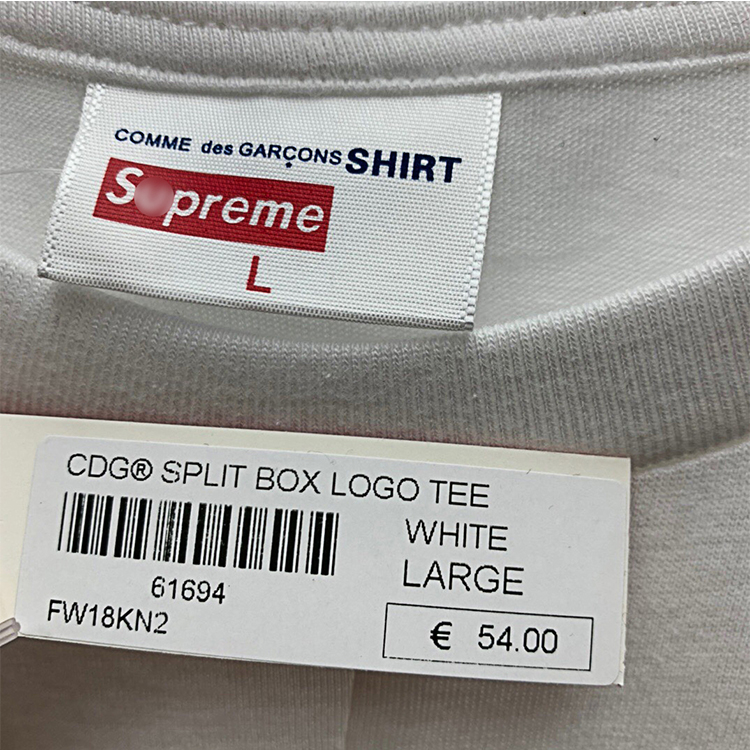 COMME des GARÇONS SHIRT
L
CDG® SPLIT BOX LOGO TEE
WHITE
LARGE
61694
FW18KN2
€ 54.00